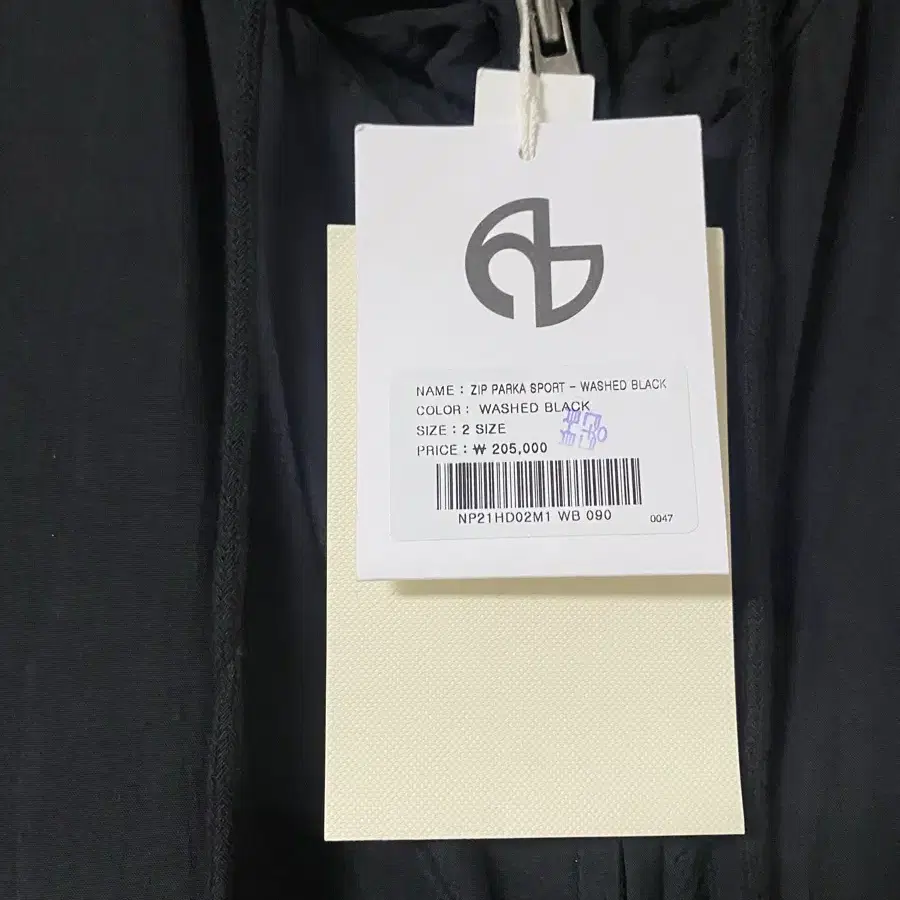 NAME : ZIP PARKA SPORT - WASHED BLACK
COLOR : WASHED BLACK
SIZE : 2 SIZE
PRICE : ₩ 205,000
NP21HD02M1 WB 090
0047